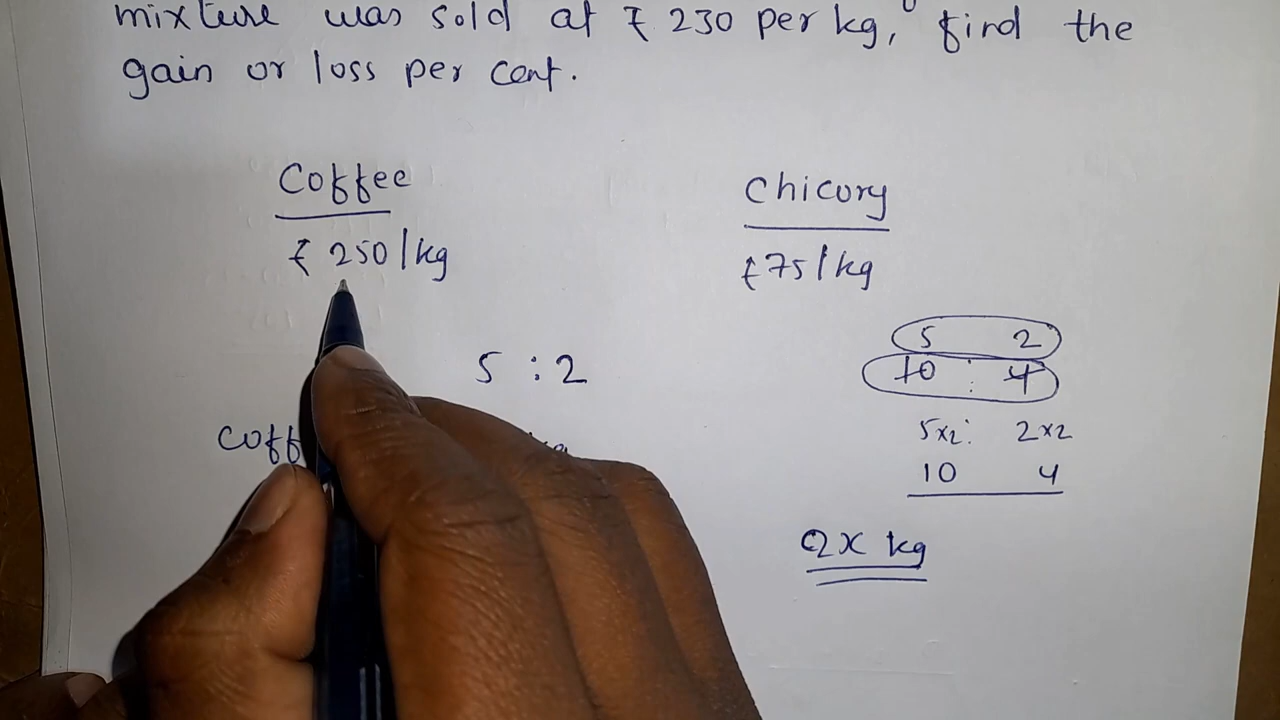 mixture was sold at ₹ 230 per kg, find the
gain or loss per cent.
Coffee
₹ 250/kg
Chicory
₹75/kg
5 : 2
5 2
10 : 4
5x2: 2x2
10 4
2x kg